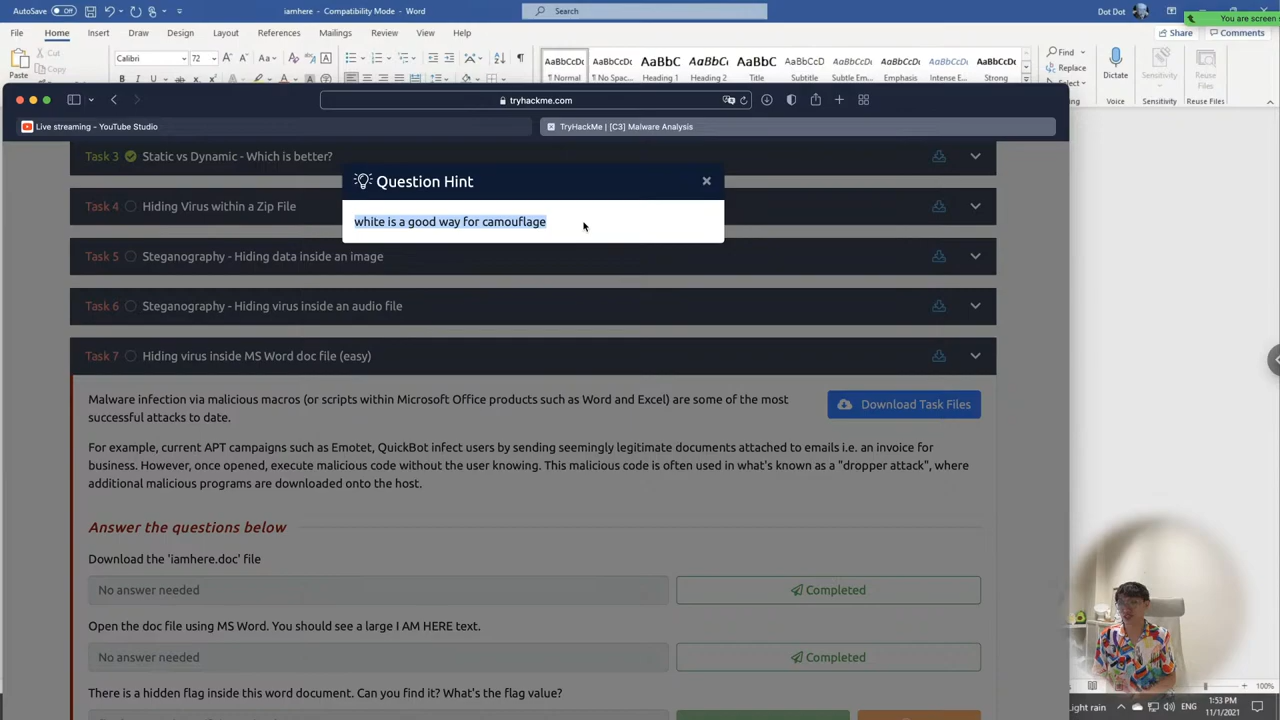 AutoSave Off iamhere - Compatibility Mode - Word Search Dot Dot
You are screen s
File Home Insert Draw Design Layout References Mailings Review View Help Share Comments
Cut
Copy
Paste
Calibri 72
AaBbCcDc AaBbCcDc AaBbC AaBbCcC AaBbC AaBbCcD AaBbCcDc AaBbCcDc AaBbCcDc AaBbCcDc
¶ Normal ¶ No Spac... Heading 1 Heading 2 Title Subtitle Subtle Em... Emphasis Intense E... Strong
Find
Replace
Select
Dictate
Sensitivity
Reuse
Files
Voice Sensitivity Reuse Files
tryhackme.com
Live streaming - YouTube Studio
TryHackMe | [C3] Malware Analysis
Task 3 Static vs Dynamic - Which is better?
Question Hint
white is a good way for camouflage
Task 4 Hiding Virus within a Zip File
Task 5 Steganography - Hiding data inside an image
Task 6 Steganography - Hiding virus inside an audio file
Task 7 Hiding virus inside MS Word doc file (easy)
Malware infection via malicious macros (or scripts within Microsoft Office products such as Word and Excel) are some of the most
successful attacks to date.
Download Task Files
For example, current APT campaigns such as Emotet, QuickBot infect users by sending seemingly legitimate documents attached to emails i.e. an invoice for
business. However, once opened, execute malicious code without the user knowing. This malicious code is often used in what's known as a "dropper attack", where
additional malicious programs are downloaded onto the host.
Answer the questions below
Download the 'iamhere.doc' file
No answer needed Completed
Open the doc file using MS Word. You should see a large I AM HERE text.
No answer needed Completed
There is a hidden flag inside this word document. Can you find it? What's the flag value?
100%
Light rain ENG 1:53 PM
11/1/2021